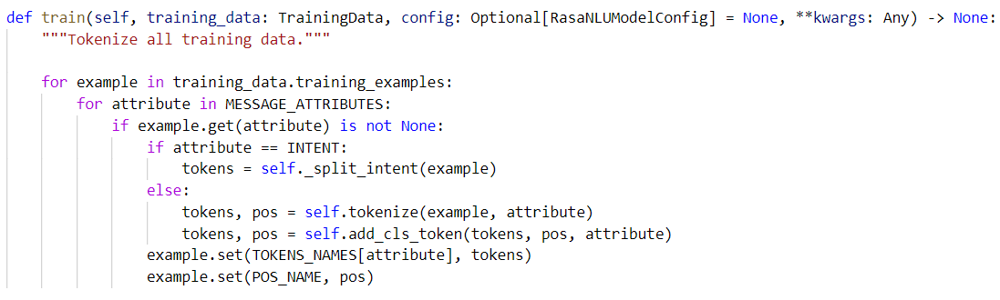 def train(self, training_data: TrainingData, config: Optional[RasaNLUModelConfig] = None, **kwargs: Any) -> None:
    """Tokenize all training data."""

    for example in training_data.training_examples:
        for attribute in MESSAGE_ATTRIBUTES:
            if example.get(attribute) is not None:
                if attribute == INTENT:
                    tokens = self._split_intent(example)
                else:
                    tokens, pos = self.tokenize(example, attribute)
                    tokens, pos = self.add_cls_token(tokens, pos, attribute)
                example.set(TOKENS_NAMES[attribute], tokens)
                example.set(POS_NAME, pos)